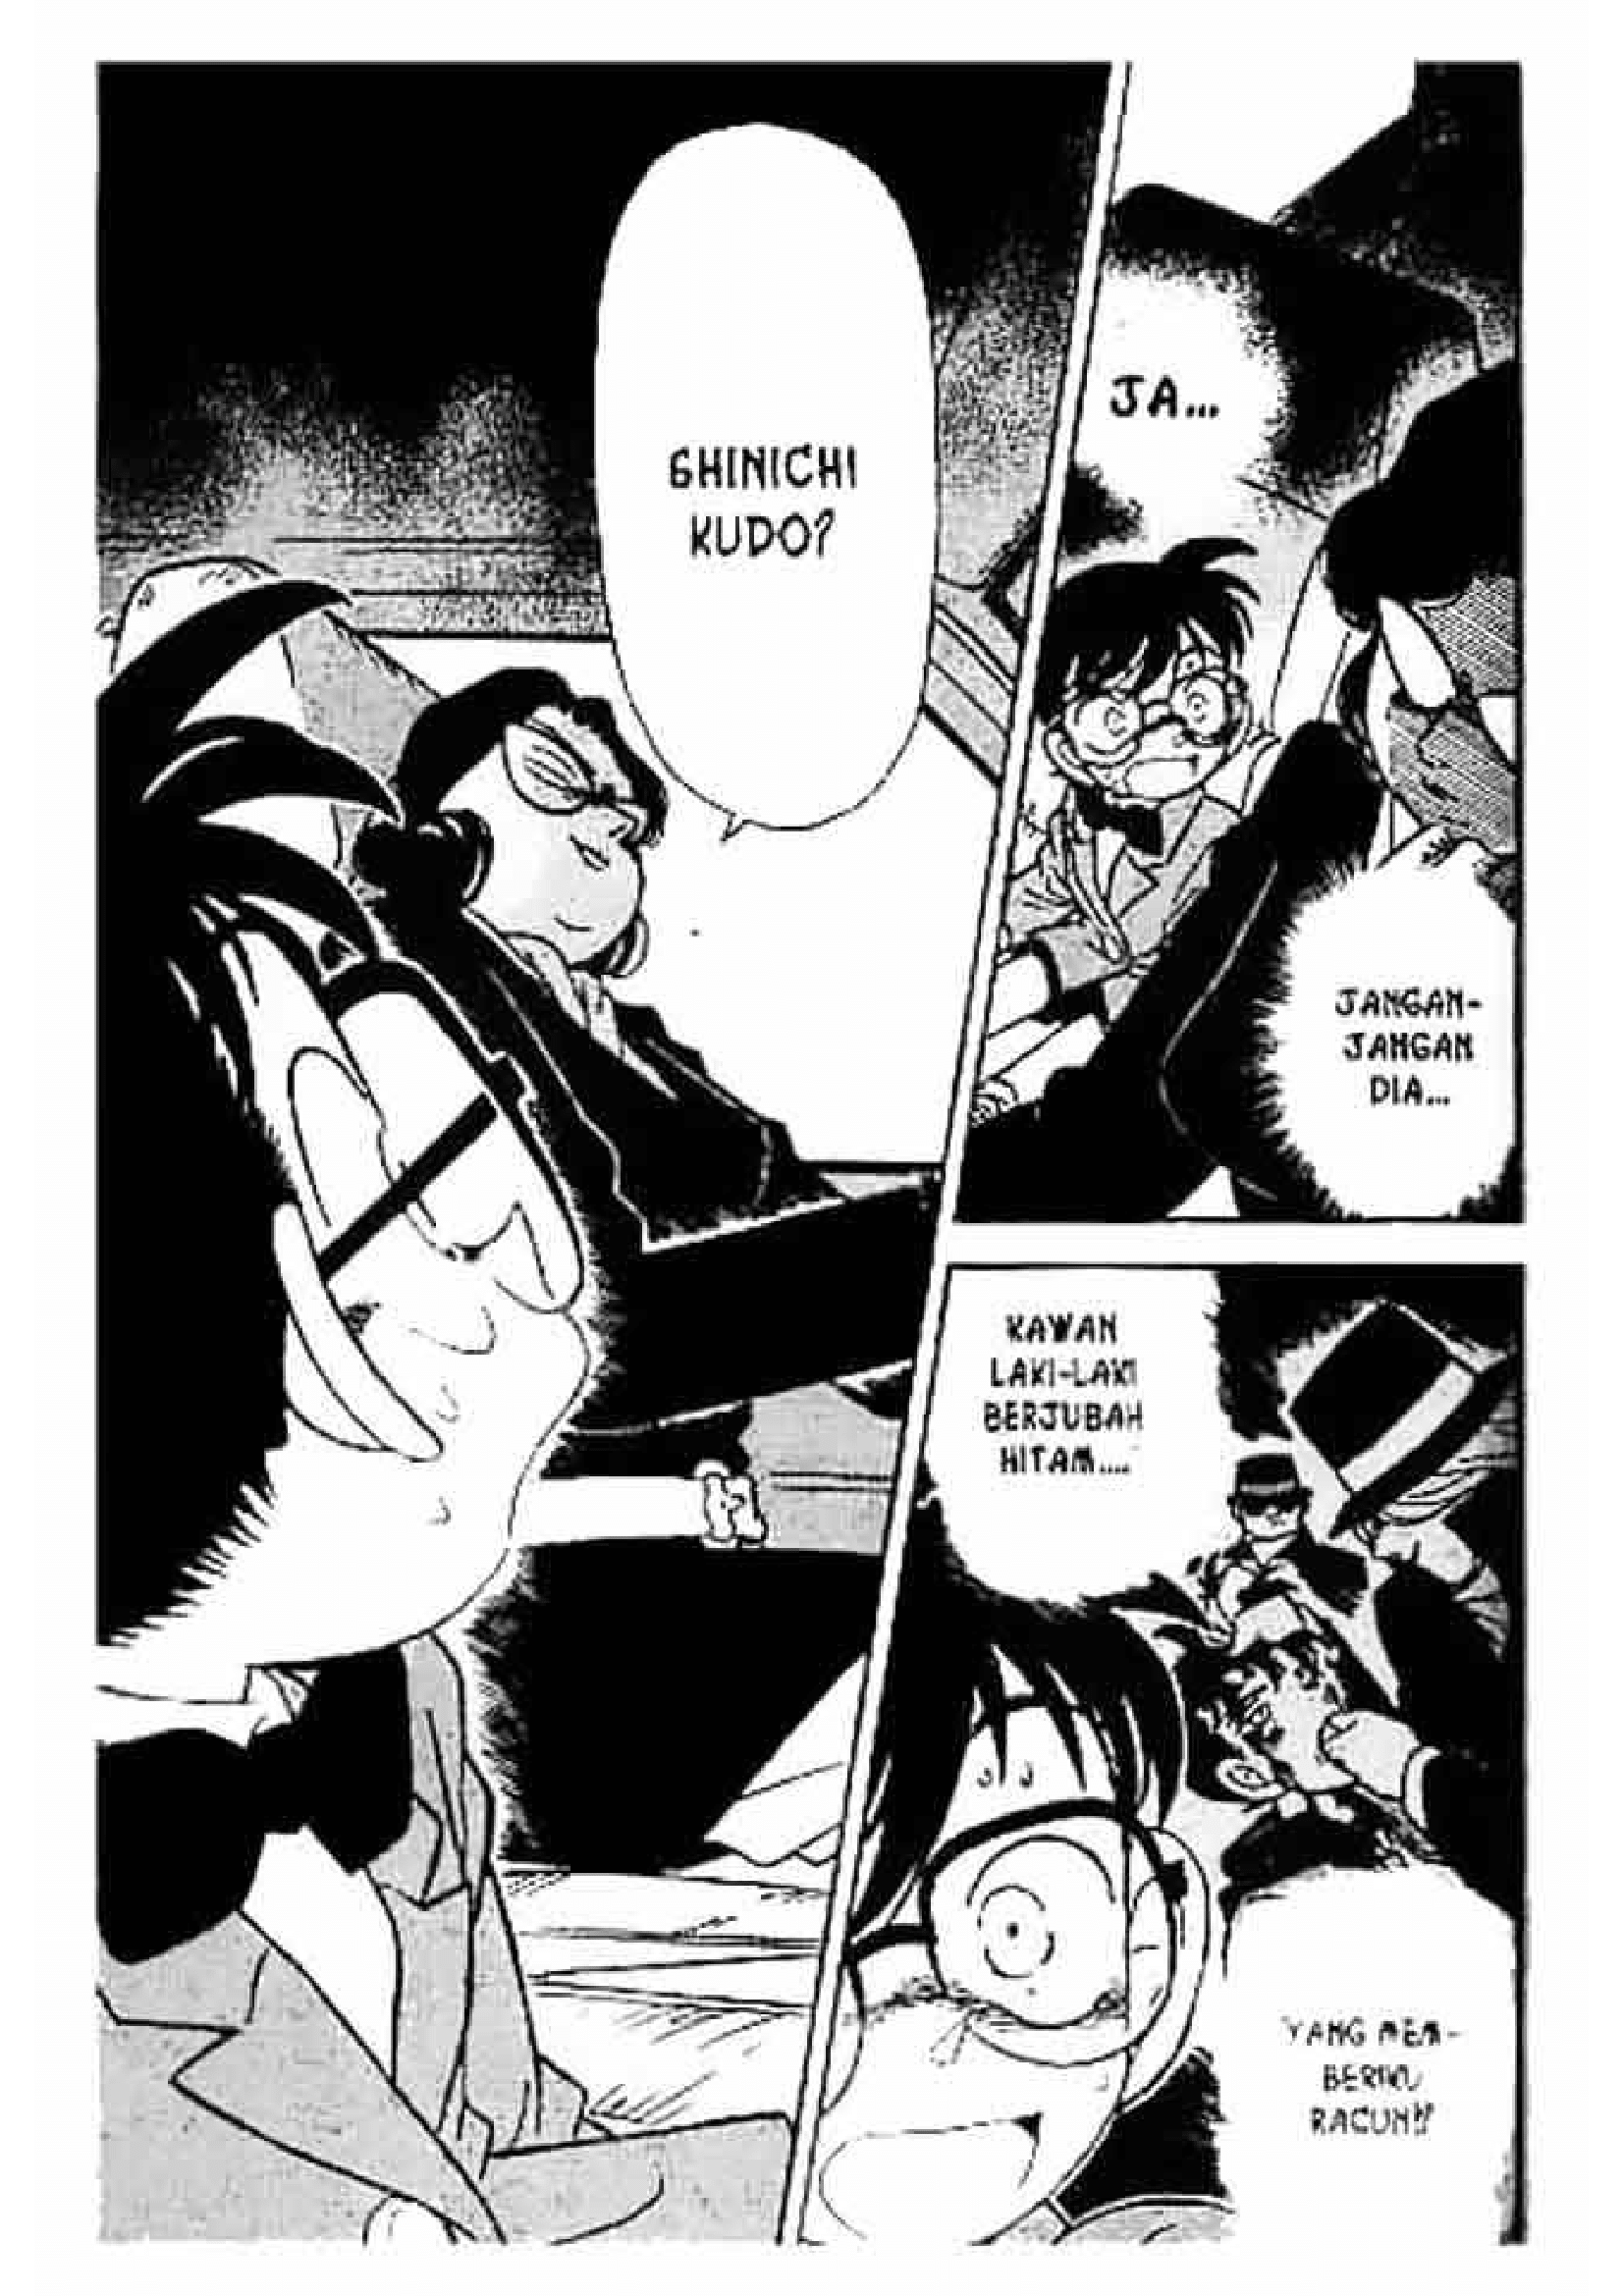 SHINICHI
KUDO?
JA...
JANGAN-
JANGAN
DIA...
KAWAN
LAKI-LAKI
BERJUBAH
HITAM....
YANG MEM-
BERIKU
RACUN!!